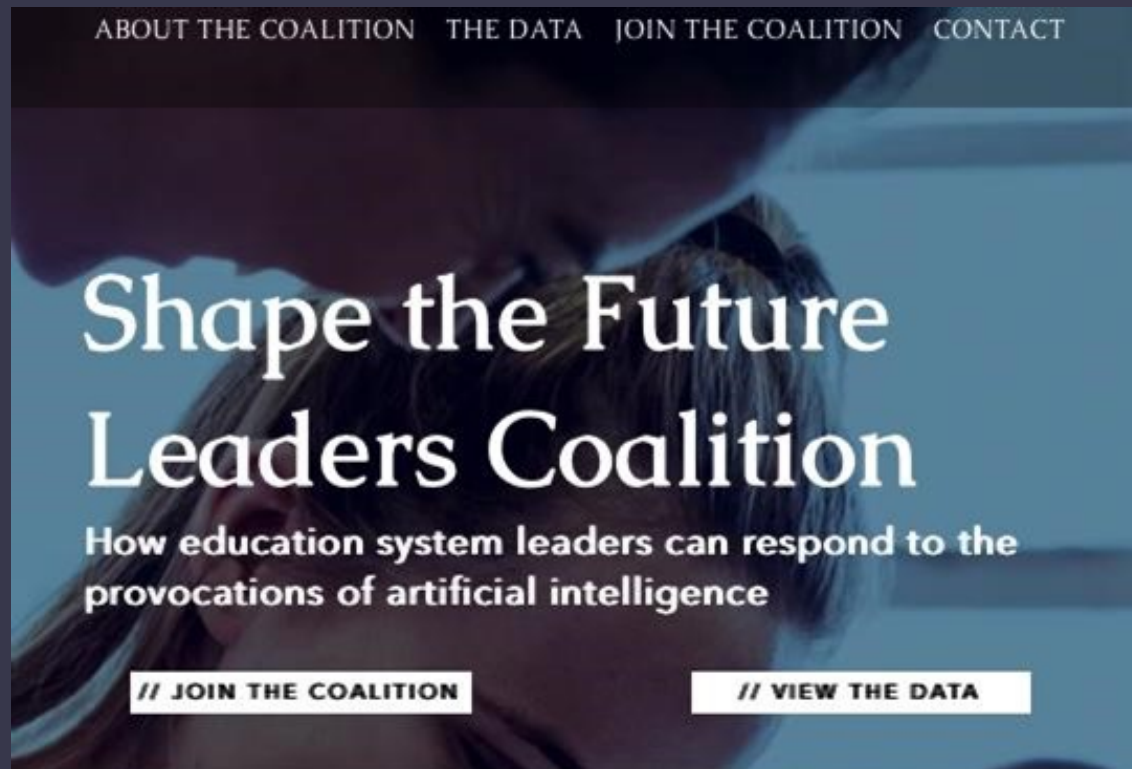 ABOUT THE COALITION THE DATA JOIN THE COALITION CONTACT
Shape the Future
Leaders Coalition
How education system leaders can respond to the
provocations of artificial intelligence
// JOIN THE COALITION // VIEW THE DATA